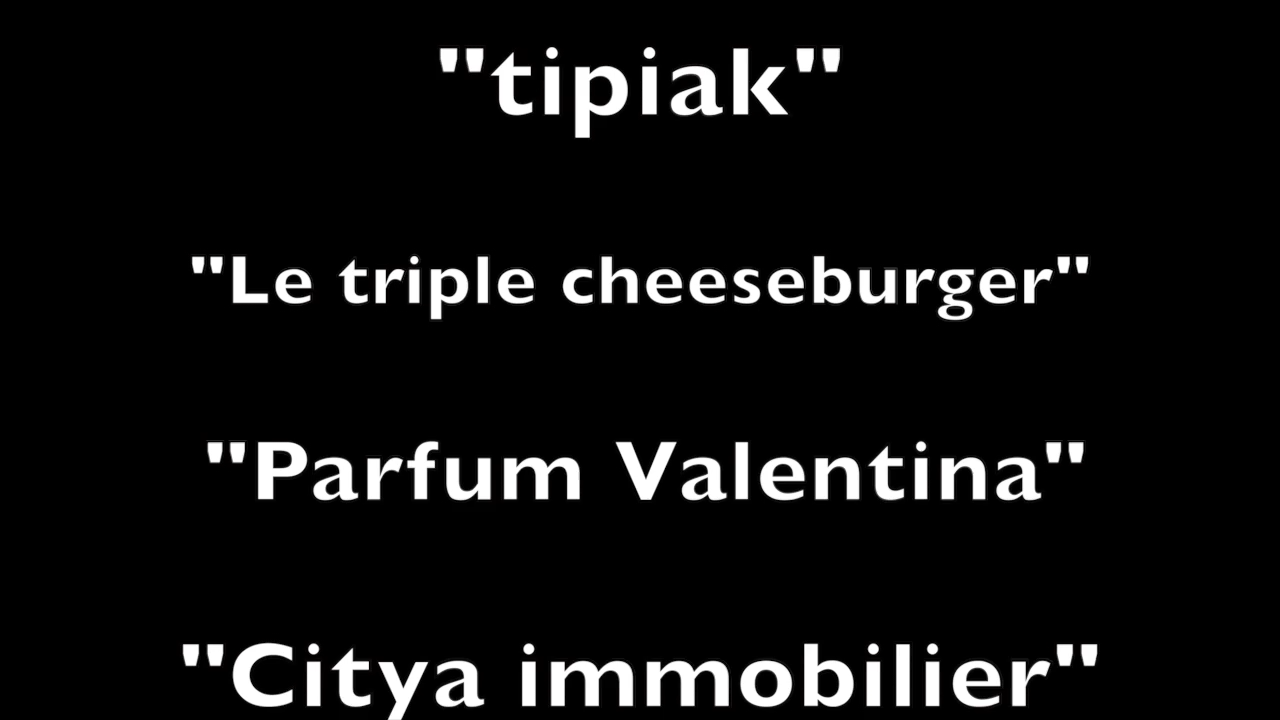 "tipiak"
"Le triple cheeseburger"
"Parfum Valentina"
"Citya immobilier"